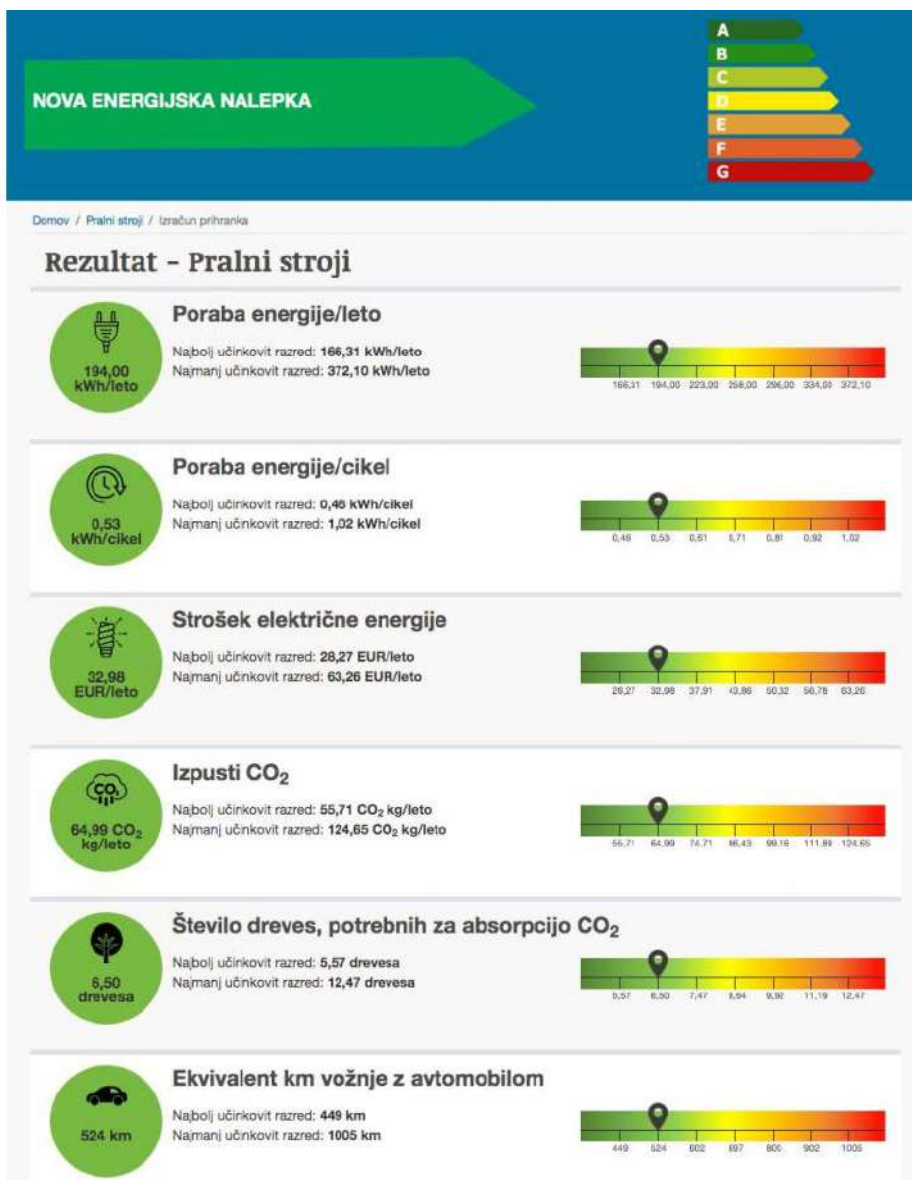 A
B
NOVA ENERGIJSKA NALEPKA
C
D
E
F
G
Domov / Pralni stroji / Izračun prihranka
Rezultat – Pralni stroji
Poraba energije/leto
Najbolj učinkovit razred: 166,31 kWh/leto
Najmanj učinkovit razred: 372,10 kWh/leto
194,00
kWh/leto
166,31 194,00 223,00 258,00 296,00 334,00 372,10
Poraba energije/cikel
Najbolj učinkovit razred: 0,46 kWh/cikel
Najmanj učinkovit razred: 1,02 kWh/cikel
0,53
kWh/cikel
0,46 0,53 0,61 0,71 0,81 0,92 1,02
Strošek električne energije
Najbolj učinkovit razred: 28,27 EUR/leto
Najmanj učinkovit razred: 63,26 EUR/leto
32,98
EUR/leto
28,27 32,98 37,91 43,86 50,32 56,78 63,26
Izpusti CO₂
Najbolj učinkovit razred: 55,71 CO₂ kg/leto
Najmanj učinkovit razred: 124,65 CO₂ kg/leto
CO₂
64,99 CO₂
kg/leto
55,71 64,99 74,71 86,43 99,16 111,89 124,65
Število dreves, potrebnih za absorpcijo CO₂
Najbolj učinkovit razred: 5,57 drevesa
Najmanj učinkovit razred: 12,47 drevesa
6,50
drevesa
5,57 6,50 7,47 8,64 9,92 11,19 12,47
Ekvivalent km vožnje z avtomobilom
Najbolj učinkovit razred: 449 km
Najmanj učinkovit razred: 1005 km
524 km
449 524 602 697 800 902 1005